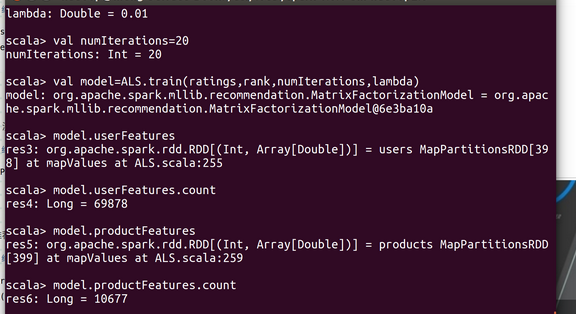 lambda: Double = 0.01
scala> val numIterations=20
numIterations: Int = 20
scala> val model=ALS.train(ratings,rank,numIterations,lambda)
model: org.apache.spark.mllib.recommendation.MatrixFactorizationModel = org.apac
he.spark.mllib.recommendation.MatrixFactorizationModel@6e3ba10a
scala> model.userFeatures
res3: org.apache.spark.rdd.RDD[(Int, Array[Double])] = users MapPartitionsRDD[39
8] at mapValues at ALS.scala:255
scala> model.userFeatures.count
res4: Long = 69878
scala> model.productFeatures
res5: org.apache.spark.rdd.RDD[(Int, Array[Double])] = products MapPartitionsRDD
[399] at mapValues at ALS.scala:259
scala> model.productFeatures.count
res6: Long = 10677